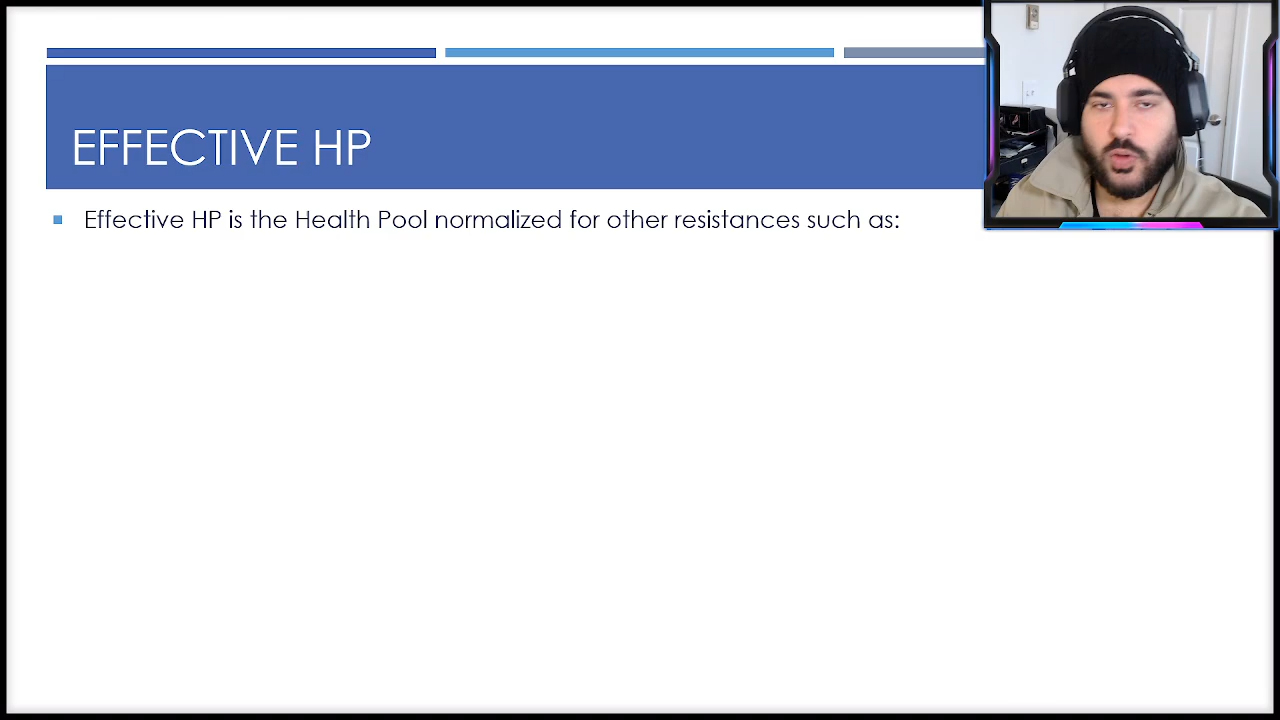 EFFECTIVE HP
Effective HP is the Health Pool normalized for other resistances such as: